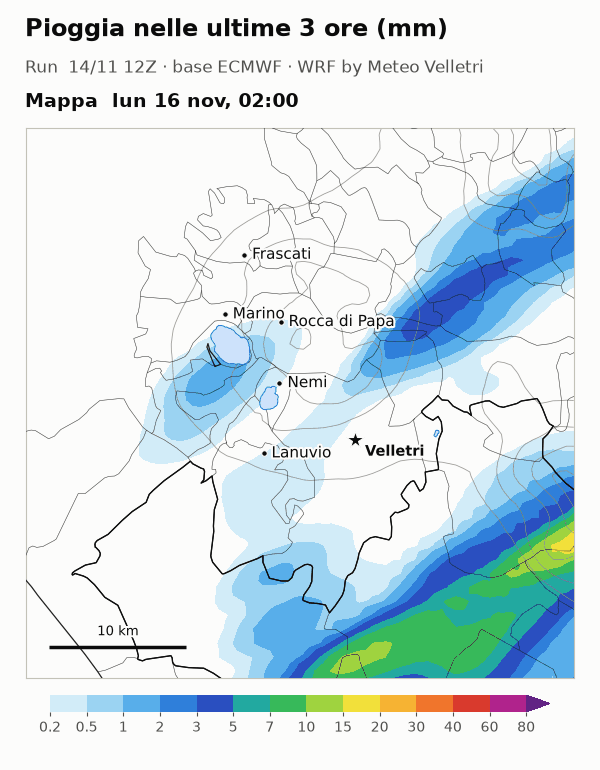 Pioggia nelle ultime 3 ore (mm)
Run  14/11 12Z · base ECMWF · WRF by Meteo Velletri
Mappa  lun 16 nov, 02:00
Frascati
Marino
Rocca di Papa
Nemi
Velletri
Lanuvio
10 km
0.2 0.5 1 2 3 5 7 10 15 20 30 40 60 80